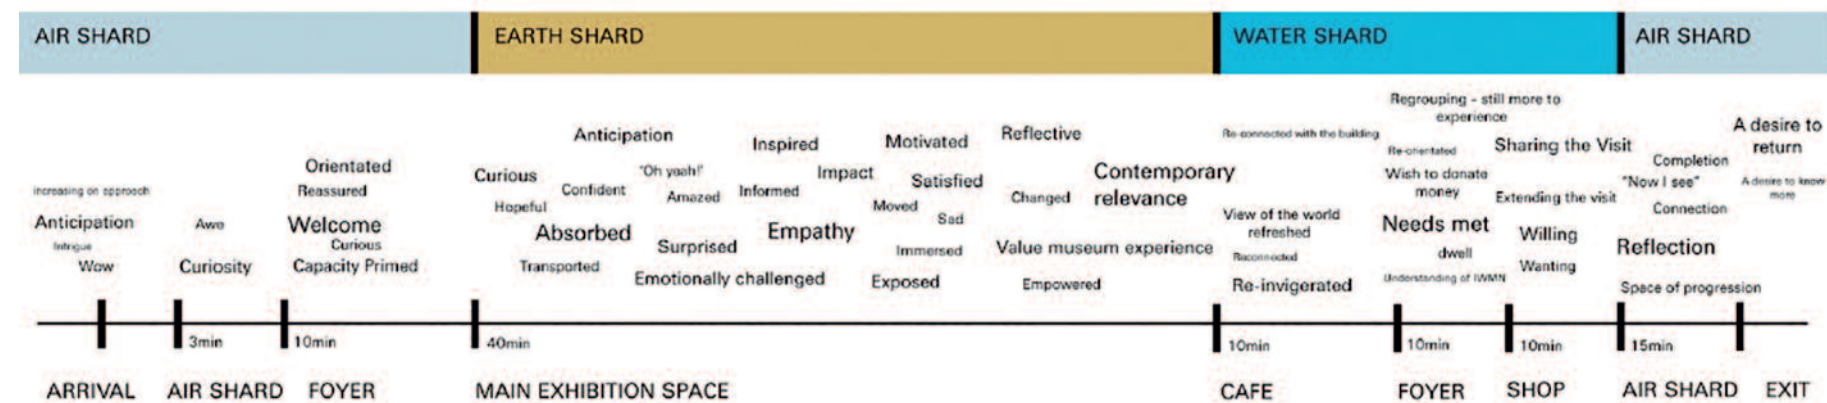 AIR SHARD
EARTH SHARD
WATER SHARD
AIR SHARD
increasing on approach
Anticipation
Intrigue
Wow
Awe
Curiosity
Orientated
Reassured
Welcome
Curious
Capacity Primed
Anticipation
Curious
Confident
Hopeful
Absorbed
Transported
"Oh yeah!"
Amazed
Surprised
Emotionally challenged
Inspired
Informed
Impact
Empathy
Motivated
Satisfied
Moved
Sad
Immersed
Exposed
Reflective
Contemporary
relevance
Changed
Value museum experience
Empowered
Re-connected with the building
View of the world
refreshed
Reconnected
Re-invigerated
Regrouping - still more to
experience
Re-orientated
Wish to donate
money
Needs met
dwell
Understanding of IWMN
Sharing the Visit
Extending the visit
Willing
Wanting
Completion
"Now I see"
Connection
Reflection
Space of progression
A desire to
return
A desire to know
more
3min
10min
40min
10min
10min
10min
15min
ARRIVAL
AIR SHARD
FOYER
MAIN EXHIBITION SPACE
CAFE
FOYER
SHOP
AIR SHARD
EXIT